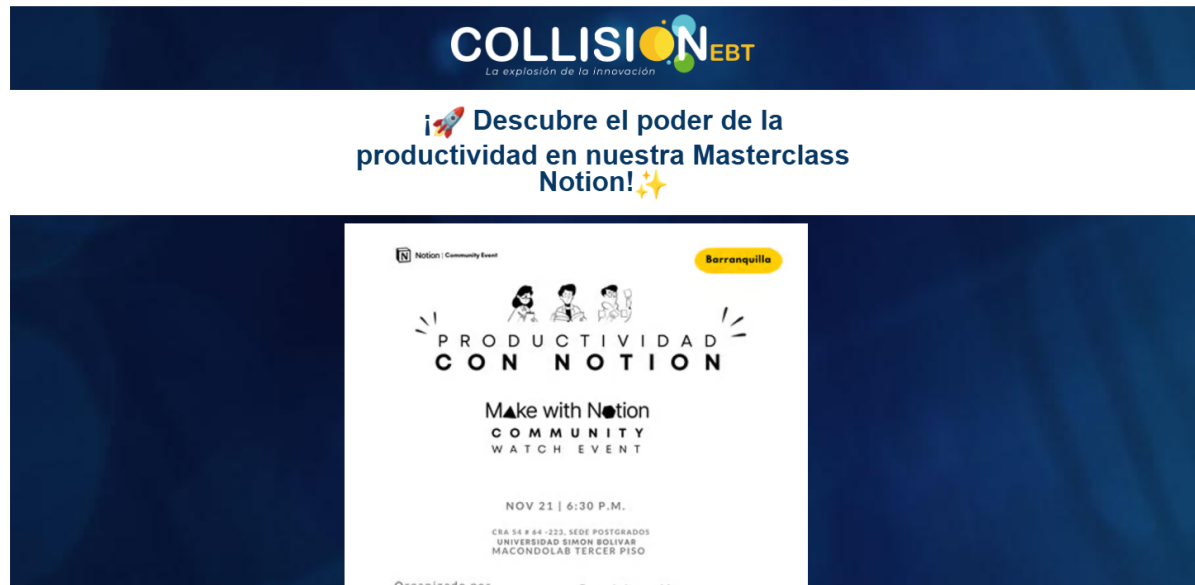 COLLISION EBT
La explosión de la innovación
¡🚀 Descubre el poder de la
productividad en nuestra Masterclass
Notion!✨
Notion | Community Event
Barranquilla
PRODUCTIVIDAD
CON NOTION
Make with Notion
COMMUNITY
WATCH EVENT
NOV 21 | 6:30 P.M.
CRA 54 # 64 -223, SEDE POSTGRADOS
UNIVERSIDAD SIMON BOLIVAR
MACONDOLAB TERCER PISO
Organizado por